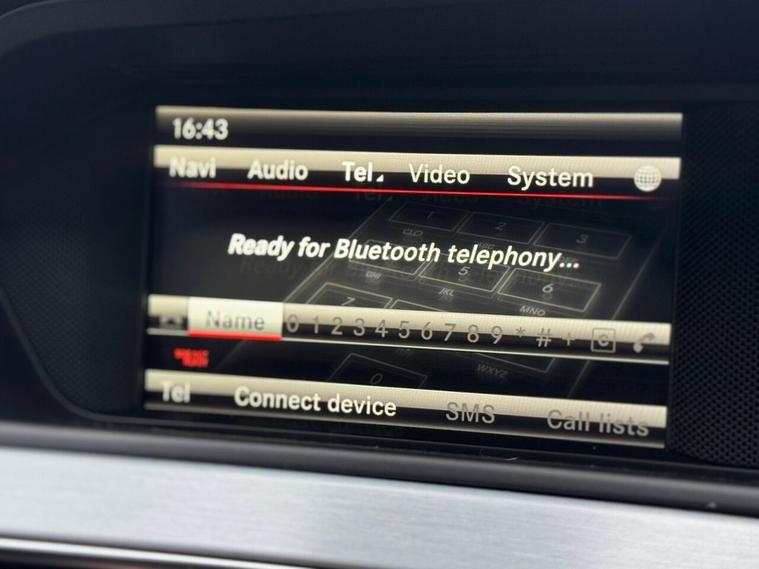 16:43
Navi Audio Tel Video System
Ready for Bluetooth telephony...
Name 0 1 2 3 4 5 6 7 8 9 * # + C
Tel Connect device SMS Call lists